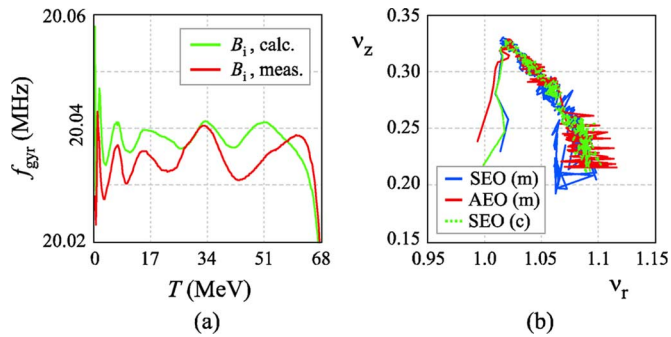 20.06
20.04
20.02
f_gyr (MHz)
B_i, calc.
B_i, meas.
0 17 34 51 68
T (MeV)
(a)
0.35
ν_z
0.30
0.25
0.20
0.15
SEO (m)
AEO (m)
SEO (c)
0.95 1.0 1.05 1.1 1.15
ν_r
(b)